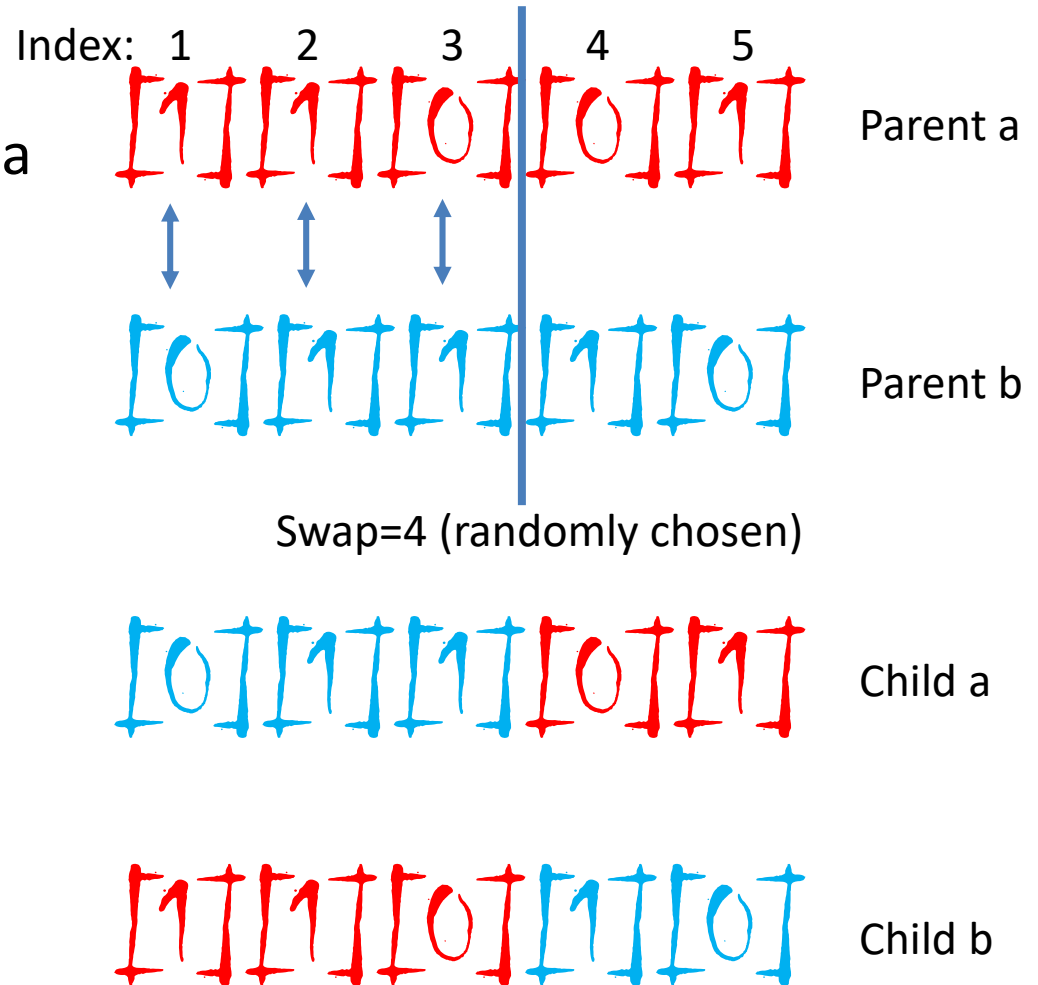 Index: 1 2 3 4 5
a
[1] [1] [0] [0] [1] Parent a
[0] [1] [1] [1] [0] Parent b
Swap=4 (randomly chosen)
[0] [1] [1] [0] [1] Child a
[1] [1] [0] [1] [0] Child b